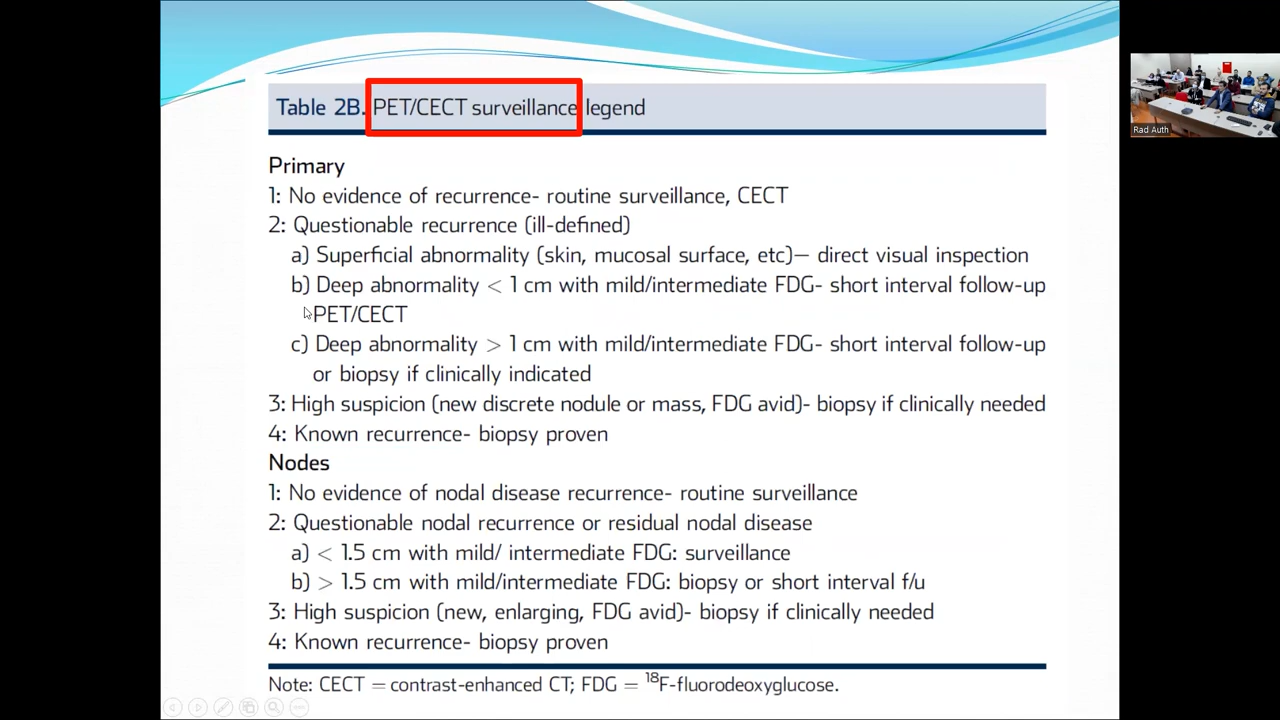 Table 2B. PET/CECT surveillance legend
Primary
1: No evidence of recurrence- routine surveillance, CECT
2: Questionable recurrence (ill-defined)
a) Superficial abnormality (skin, mucosal surface, etc)— direct visual inspection
b) Deep abnormality < 1 cm with mild/intermediate FDG- short interval follow-up
PET/CECT
c) Deep abnormality > 1 cm with mild/intermediate FDG- short interval follow-up
or biopsy if clinically indicated
3: High suspicion (new discrete nodule or mass, FDG avid)- biopsy if clinically needed
4: Known recurrence- biopsy proven
Nodes
1: No evidence of nodal disease recurrence- routine surveillance
2: Questionable nodal recurrence or residual nodal disease
a) < 1.5 cm with mild/ intermediate FDG: surveillance
b) > 1.5 cm with mild/intermediate FDG: biopsy or short interval f/u
3: High suspicion (new, enlarging, FDG avid)- biopsy if clinically needed
4: Known recurrence- biopsy proven
Note: CECT = contrast-enhanced CT; FDG = ¹⁸F-fluorodeoxyglucose.
Rad Auth